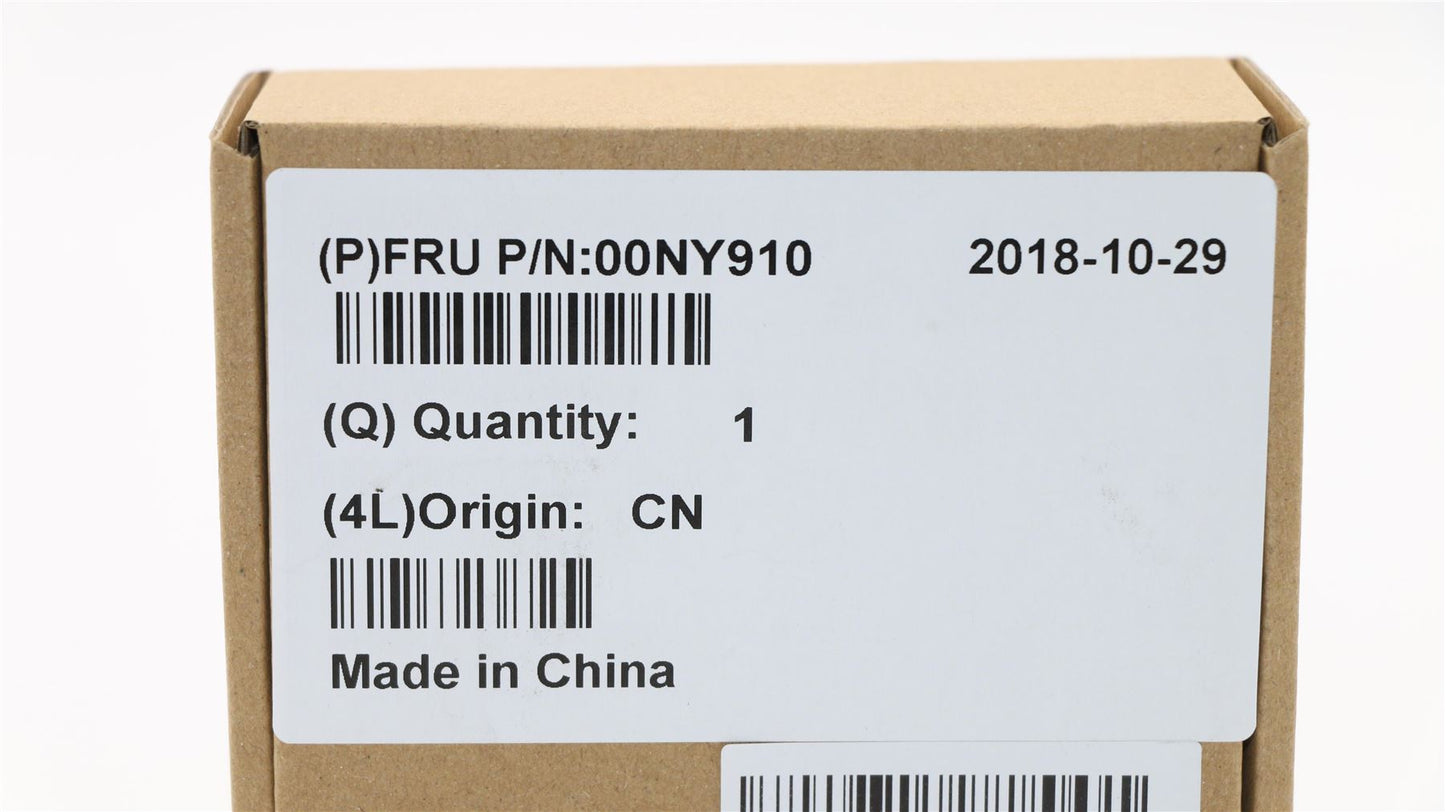 (P)FRU P/N:00NY910 2018-10-29
(Q) Quantity: 1
(4L)Origin: CN
Made in China